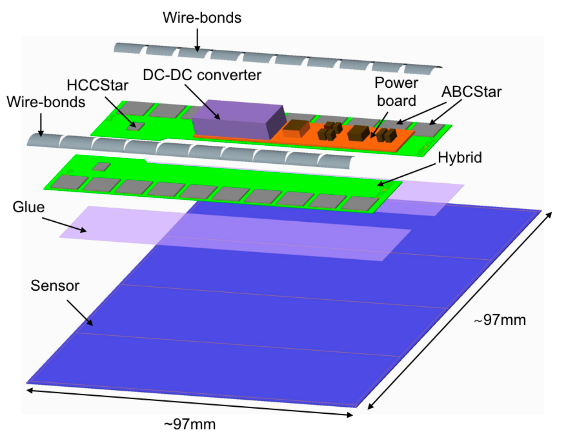 Wire-bonds
DC-DC converter
HCCStar
Power
board
ABCStar
Wire-bonds
Hybrid
Glue
Sensor
~97mm
~97mm